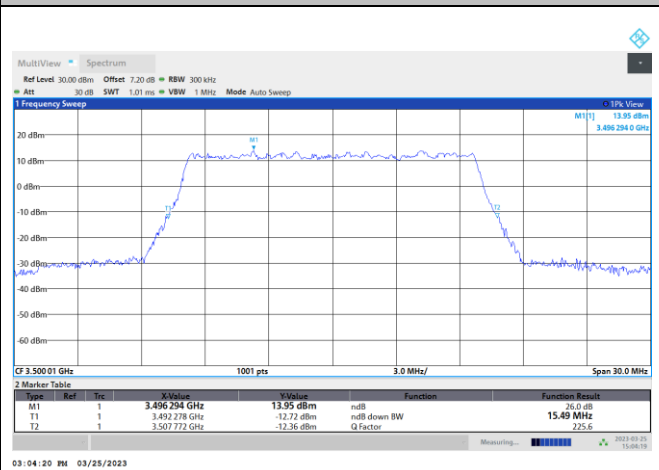 MultiView Spectrum
Ref Level 30.00 dBm Offset 7.20 dB RBW 300 kHz
Att 30 dB SWT 1.01 ms VBW 1 MHz Mode Auto Sweep
1 Frequency Sweep 1Pk View
M1[1] 13.95 dBm
3.496 294 0 GHz
M1
20 dBm
10 dBm
0 dBm
T1 T2
-10 dBm
-20 dBm
-30 dBm
-40 dBm
-50 dBm
-60 dBm
CF 3.500 01 GHz 1001 pts 3.0 MHz/ Span 30.0 MHz
2 Marker Table
Type Ref Trc X-Value Y-Value Function Function Result
M1 1 3.496 294 GHz 13.95 dBm ndB 26.0 dB
T1 1 3.492 278 GHz -12.72 dBm ndB down BW 15.49 MHz
T2 1 3.507 772 GHz -12.36 dBm Q Factor 225.6
Measuring... 2023-03-25
15:04:19
03:04:20 PM 03/25/2023